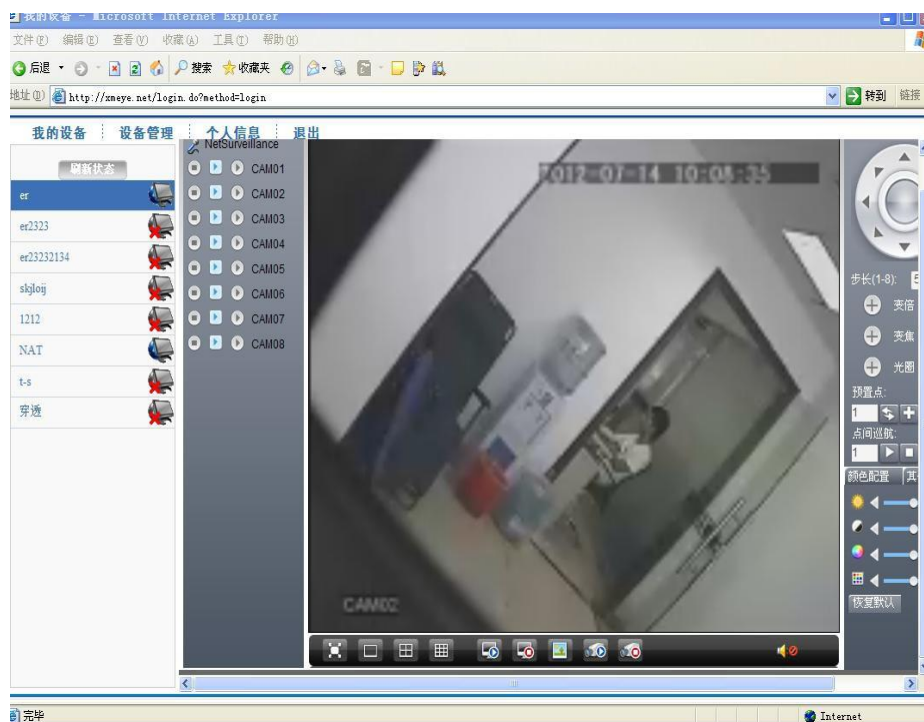 我的设备 - Microsoft Internet Explorer
文件(F) 编辑(E) 查看(V) 收藏(A) 工具(T) 帮助(H)
后退 搜索 收藏夹
地址(D) http://xmeye.net/login.do?method=login 转到 链接
我的设备 设备管理 个人信息 退出
刷新状态
er
er2323
er23232134
skjloij
1212
NAT
t-s
穿透
NetSurveillance
CAM01
CAM02
CAM03
CAM04
CAM05
CAM06
CAM07
CAM08
2012-07-14 10:08:35
CAM02
步长(1-8): 5
变倍
变焦
光圈
预置点:
1
点间巡航:
1
颜色配置 其
恢复默认
完毕 Internet